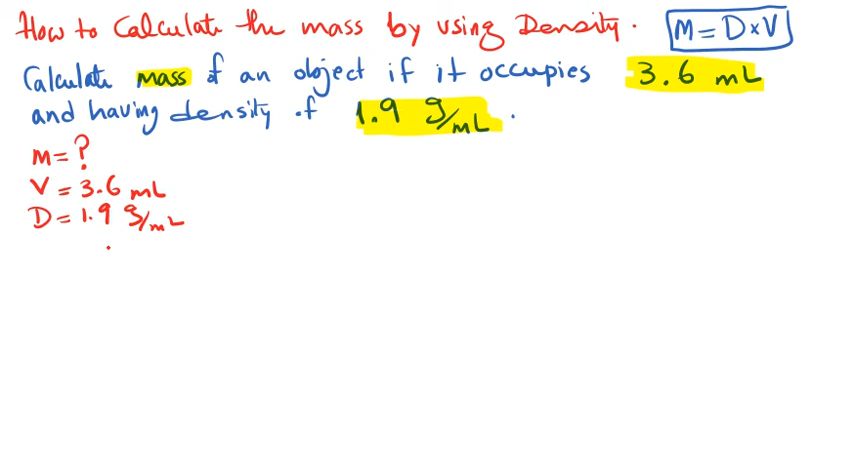 How to Calculate the mass by using Density. M = D × V
Calculate mass of an object if it occupies 3.6 mL
and having density of 1.9 g/mL.
M = ?
V = 3.6 mL
D = 1.9 g/mL